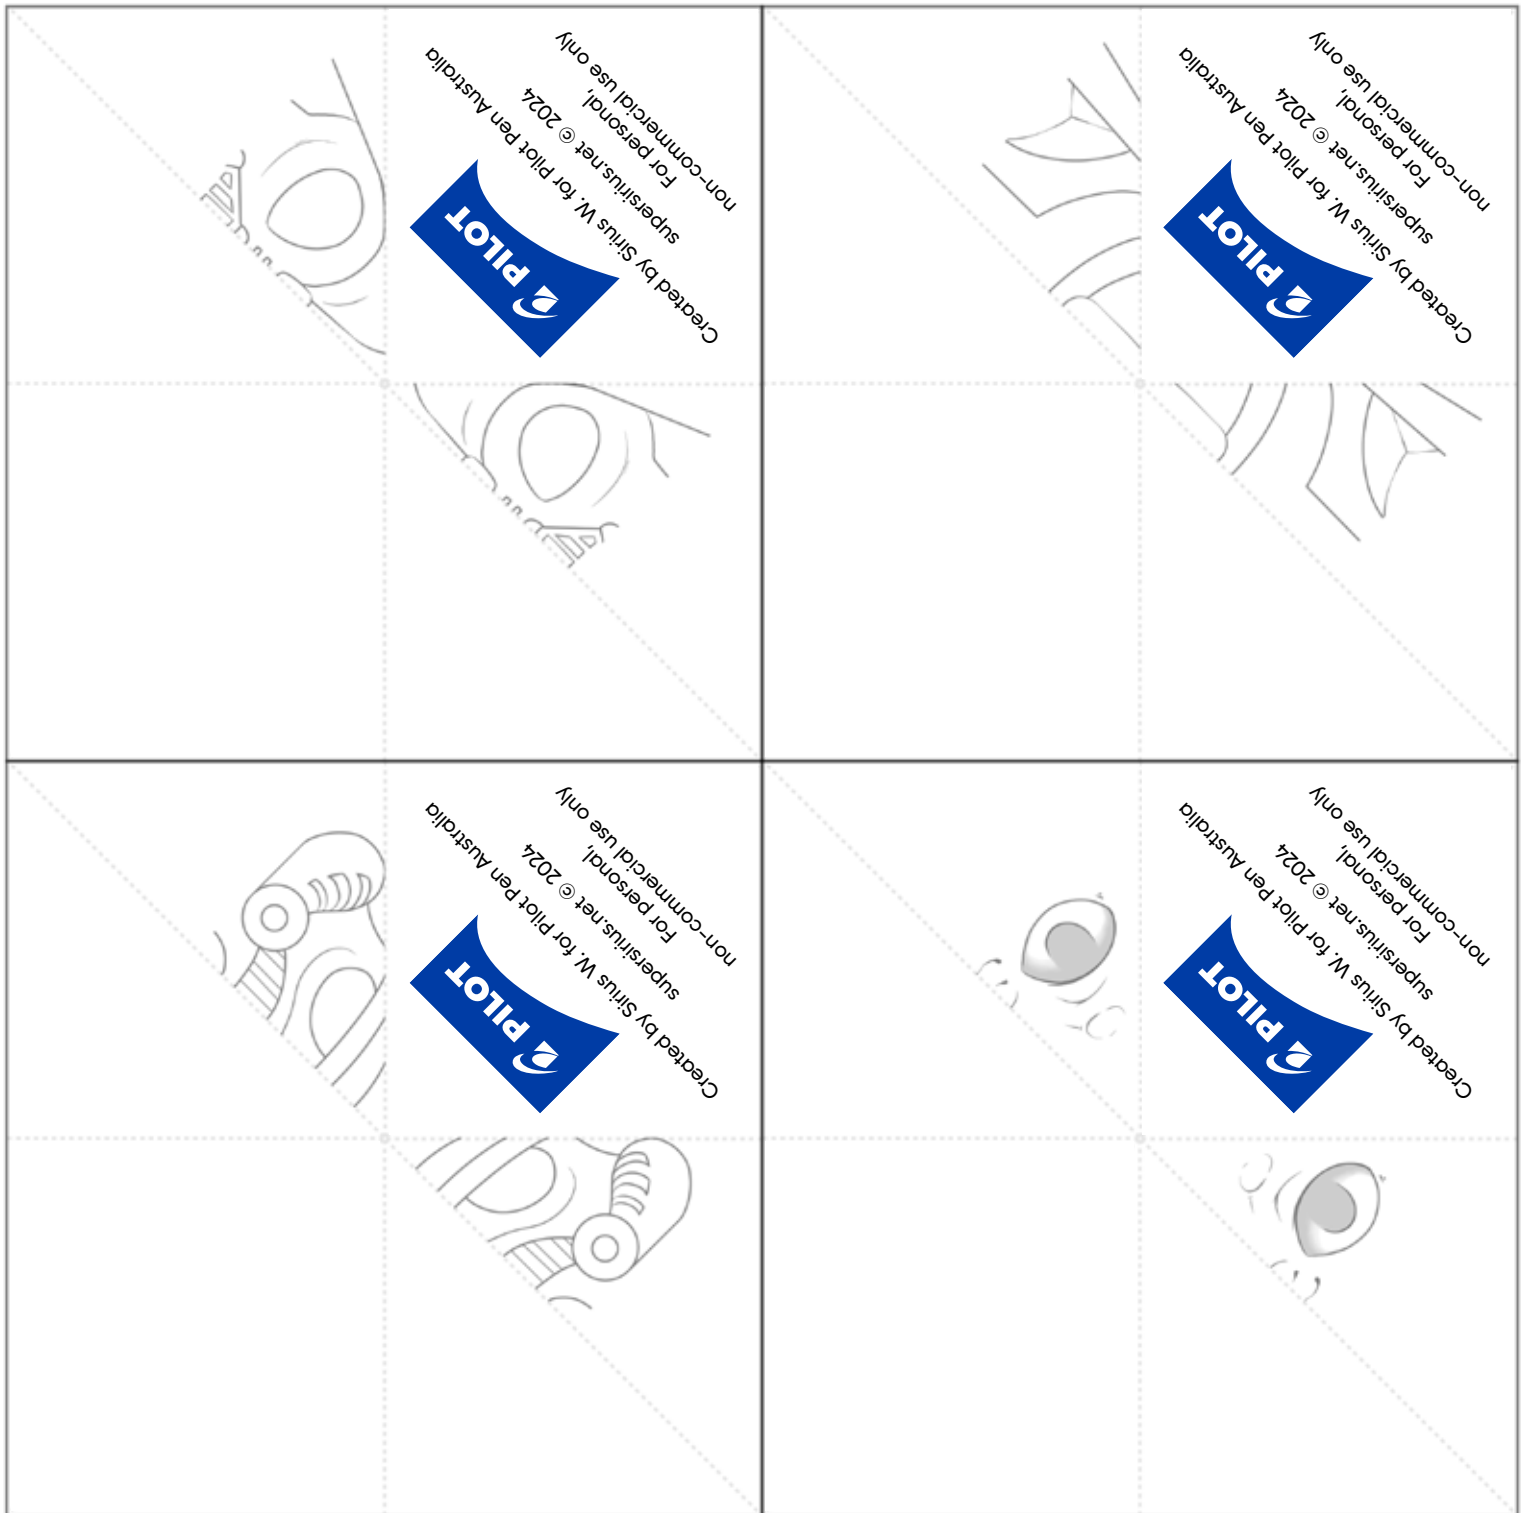 PILOT
Created by Sirius W. for Pilot Pen Australia
supersirius.net © 2024
For personal,
non-commercial use only
PILOT
Created by Sirius W. for Pilot Pen Australia
supersirius.net © 2024
For personal,
non-commercial use only
PILOT
Created by Sirius W. for Pilot Pen Australia
supersirius.net © 2024
For personal,
non-commercial use only
PILOT
Created by Sirius W. for Pilot Pen Australia
supersirius.net © 2024
For personal,
non-commercial use only